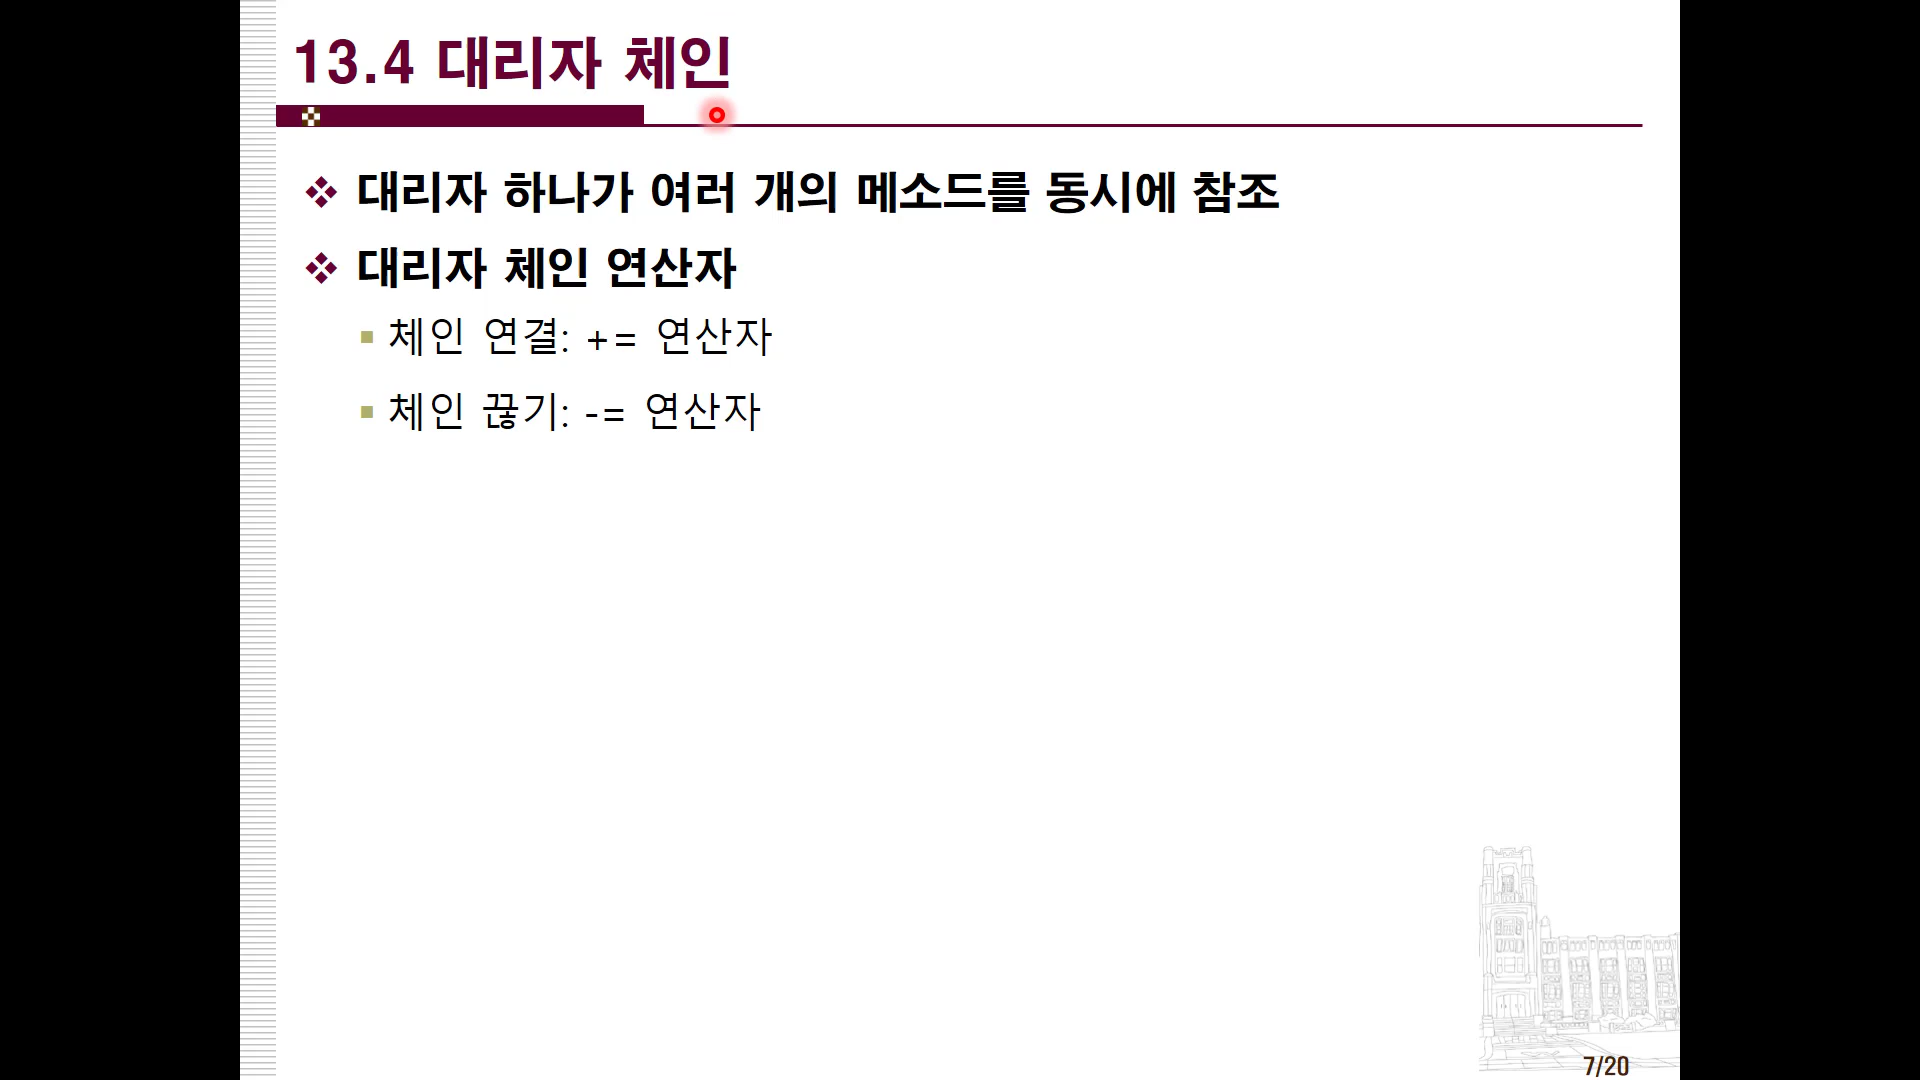 13.4 대리자 체인
대리자 하나가 여러 개의 메소드를 동시에 참조
대리자 체인 연산자
체인 연결: += 연산자
체인 끊기: -= 연산자
7/20